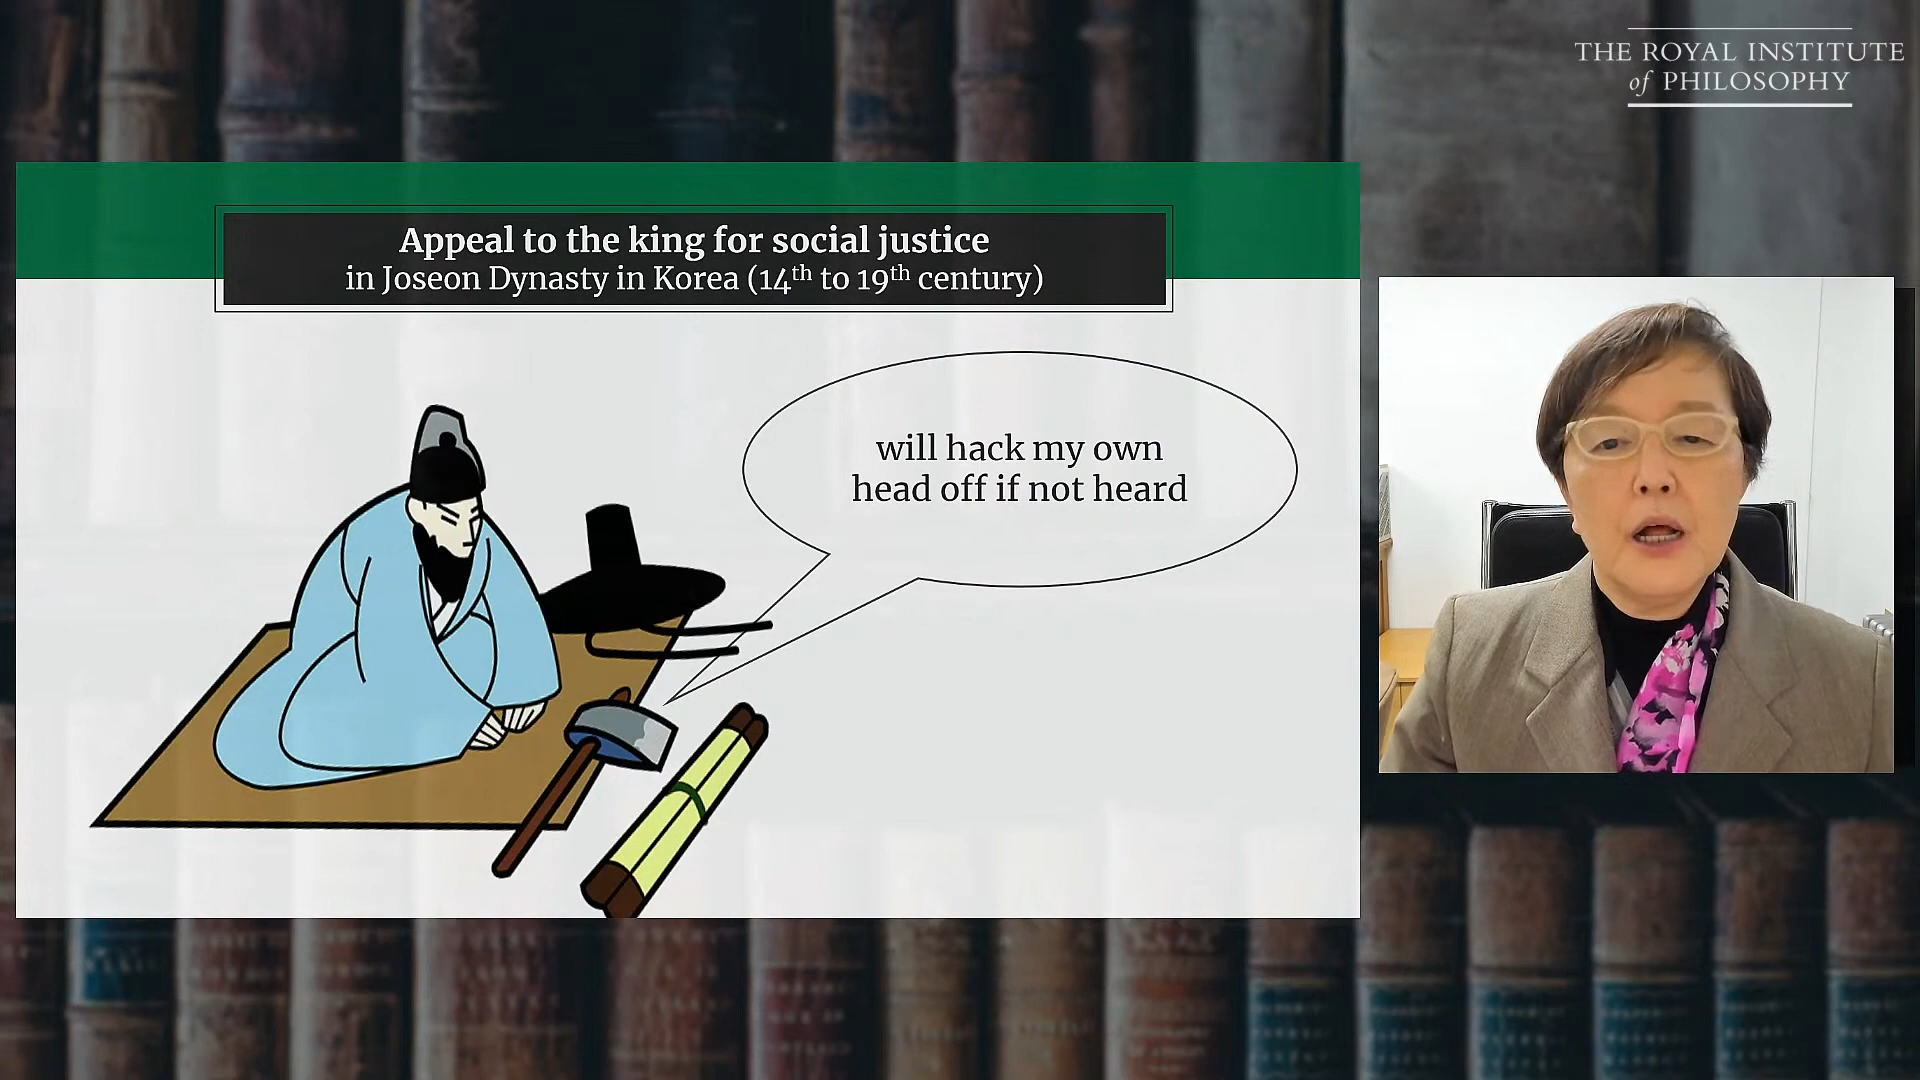 THE ROYAL INSTITUTE
of PHILOSOPHY
Appeal to the king for social justice
in Joseon Dynasty in Korea (14th to 19th century)
will hack my own
head off if not heard